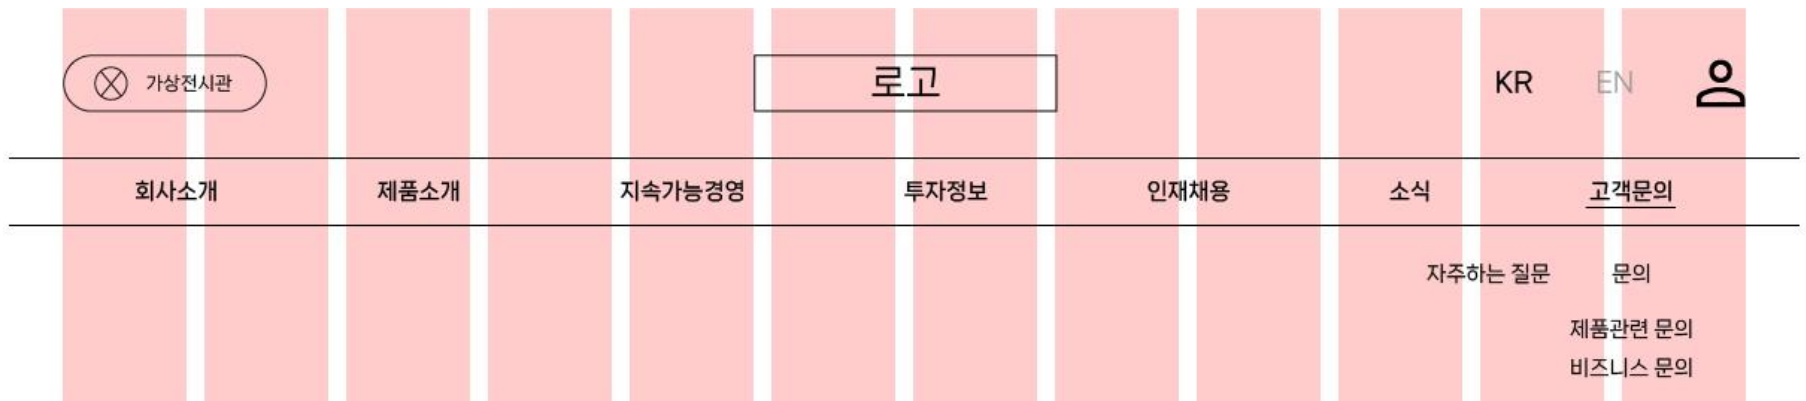 가상전시관 로고 KR EN
회사소개 제품소개 지속가능경영 투자정보 인재채용 소식 고객문의
자주하는 질문 문의
제품관련 문의
비즈니스 문의